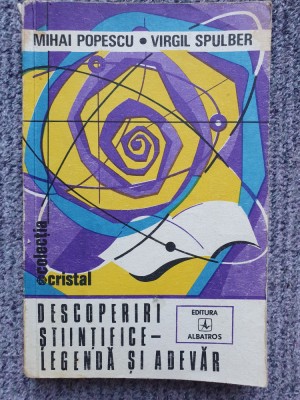 MIHAI POPESCU • VIRGIL SPULBER
colecția
cristal
DESCOPERIRI
ȘTIINȚIFICE-
LEGENDĂ ȘI ADEVĂR
EDITURA
ALBATROS